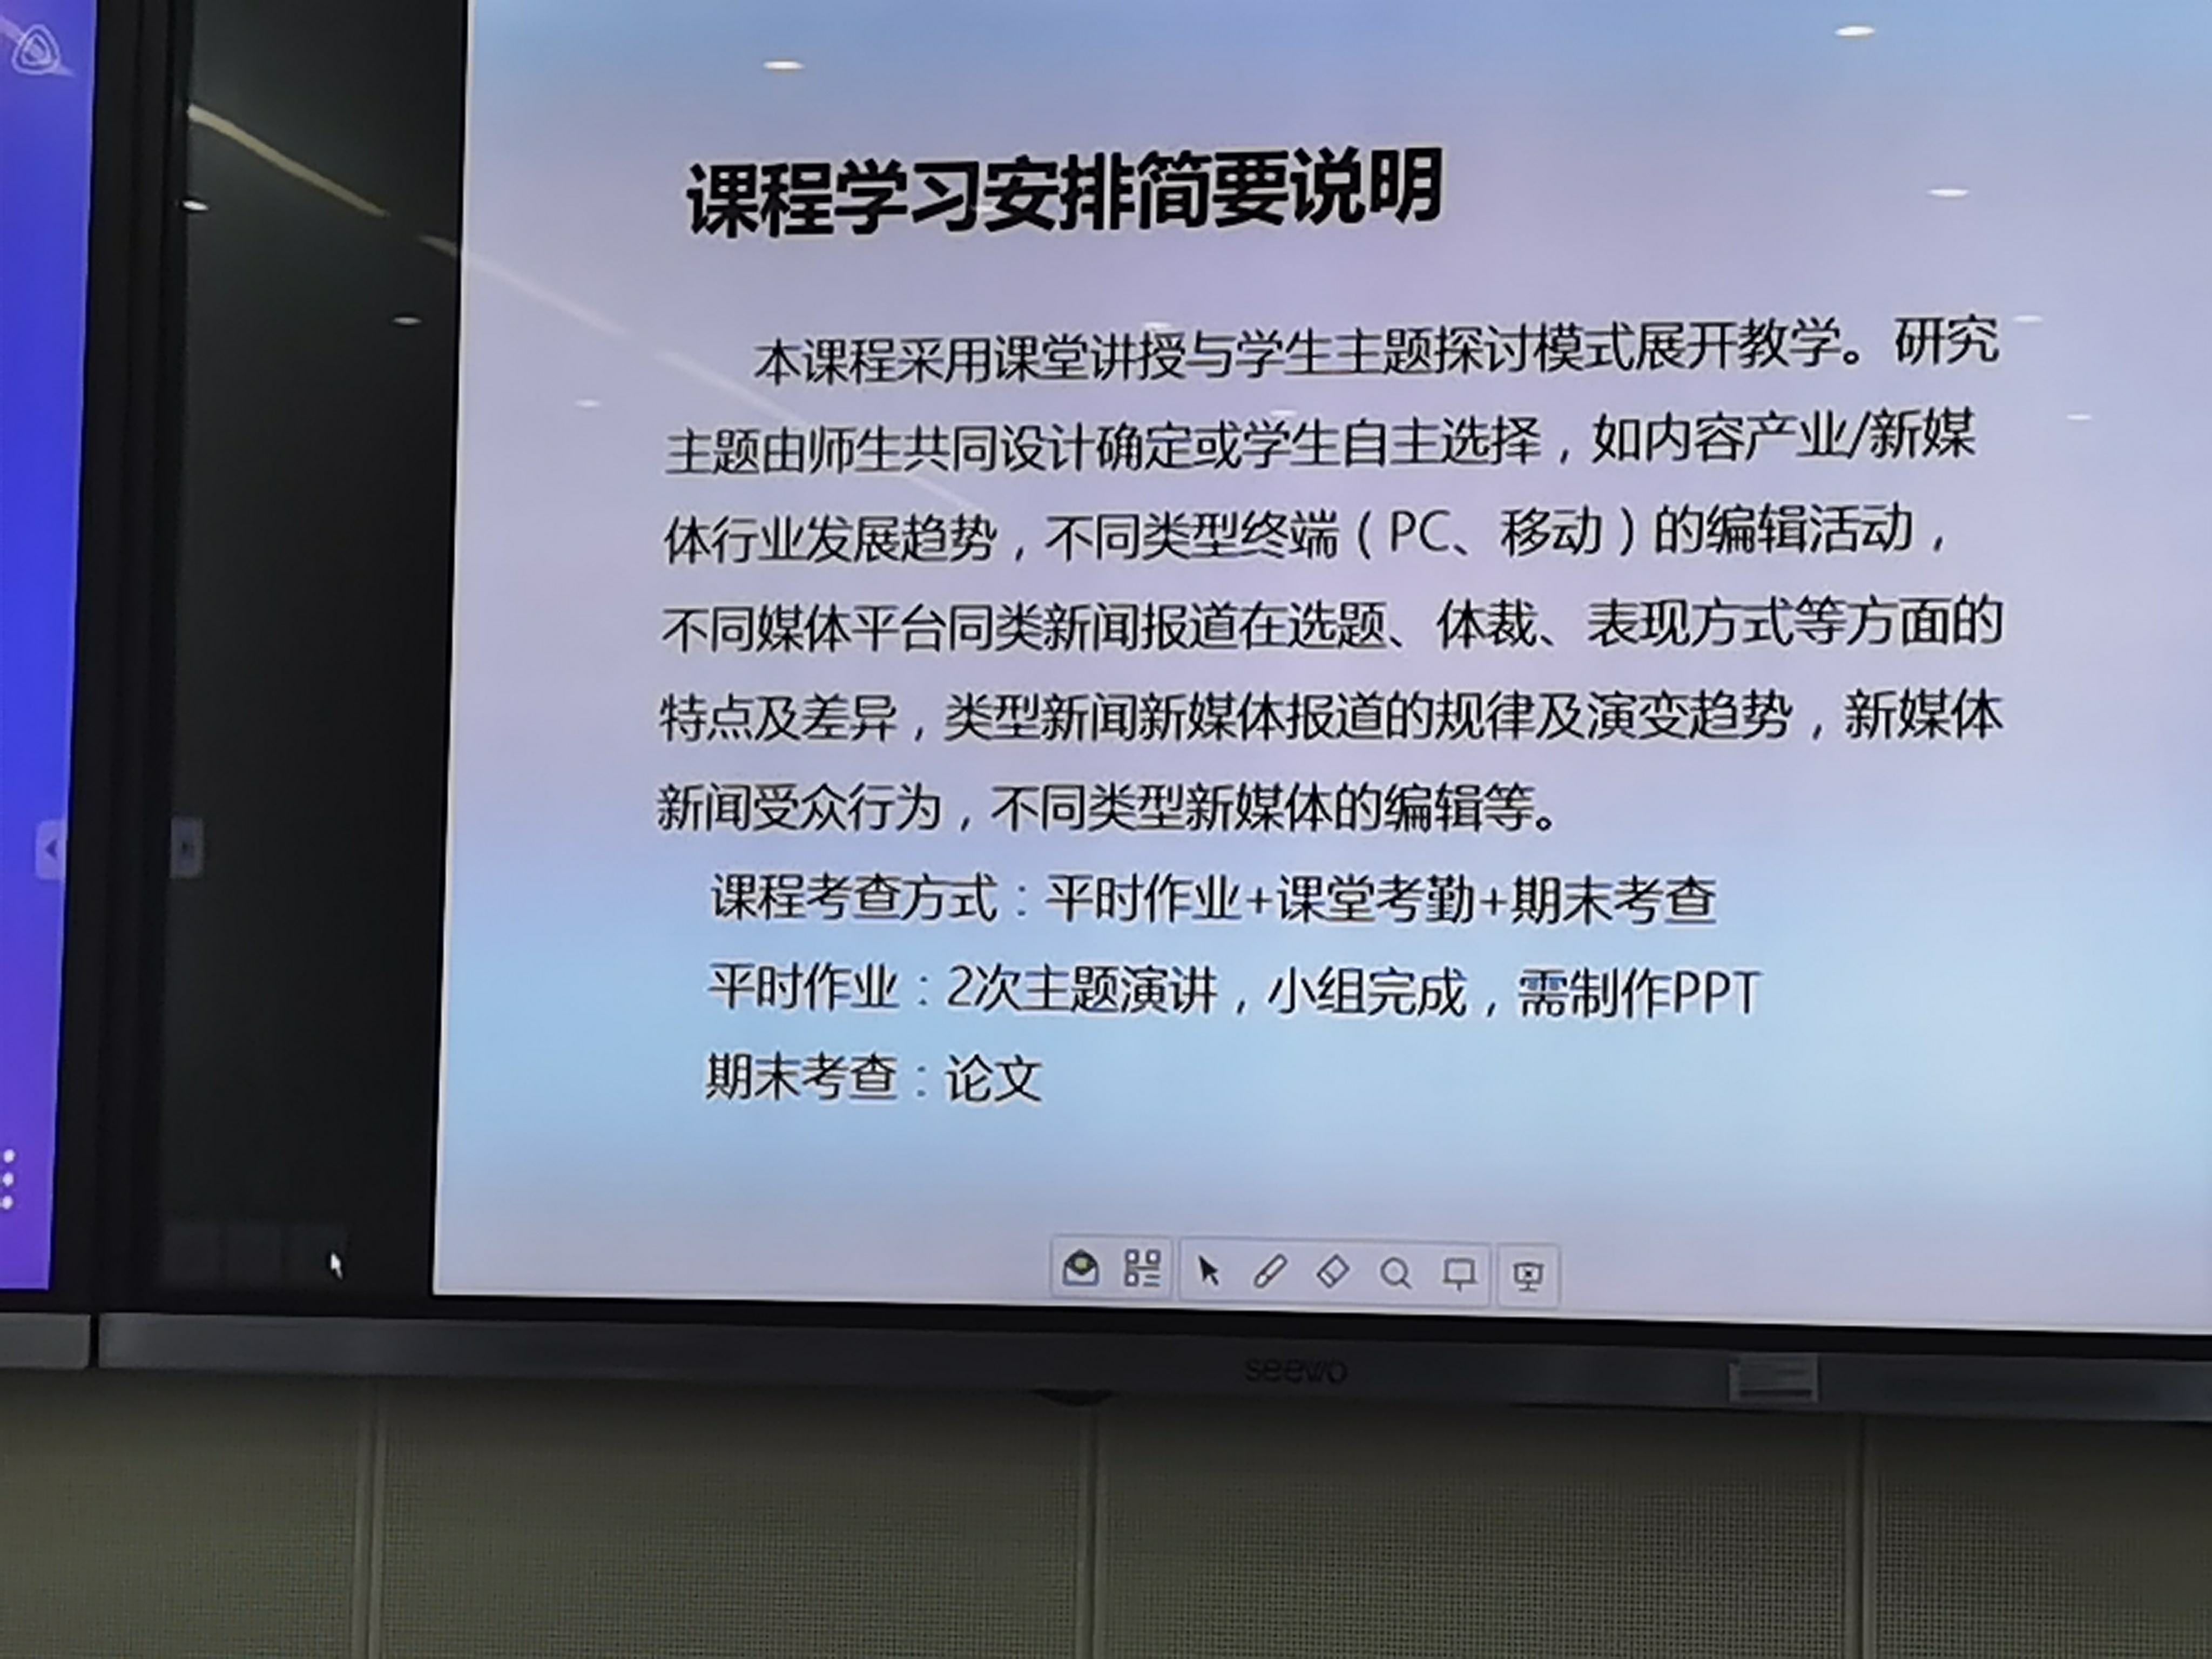 课程学习安排简要说明
本课程采用课堂讲授与学生主题探讨模式展开教学。研究
主题由师生共同设计确定或学生自主选择，如内容产业/新媒
体行业发展趋势，不同类型终端（PC、移动）的编辑活动，
不同媒体平台同类新闻报道在选题、体裁、表现方式等方面的
特点及差异，类型新闻新媒体报道的规律及演变趋势，新媒体
新闻受众行为，不同类型新媒体的编辑等。
课程考查方式：平时作业+课堂考勤+期末考查
平时作业：2次主题演讲，小组完成，需制作PPT
期末考查：论文
seewo